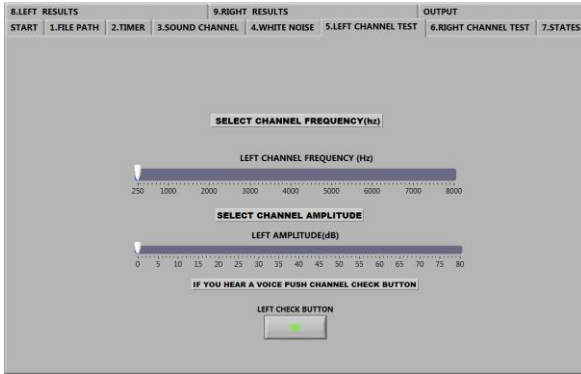 8.LEFT RESULTS 9.RIGHT RESULTS OUTPUT
START 1.FILE PATH 2.TIMER 3.SOUND CHANNEL 4.WHITE NOISE 5.LEFT CHANNEL TEST 6.RIGHT CHANNEL TEST 7.STATES
SELECT CHANNEL FREQUENCY(hz)
LEFT CHANNEL FREQUENCY (Hz)
250 1000 2000 3000 4000 5000 6000 7000 8000
SELECT CHANNEL AMPLITUDE
LEFT AMPLITUDE(dB)
0 5 10 15 20 25 30 35 40 45 50 55 60 65 70 75 80
IF YOU HEAR A VOICE PUSH CHANNEL CHECK BUTTON
LEFT CHECK BUTTON